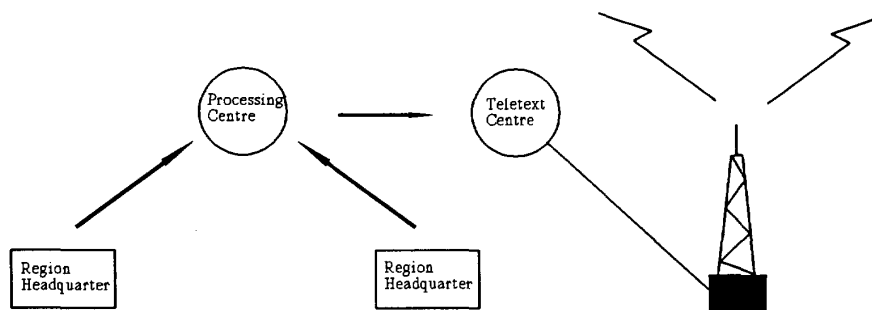 Processing
Centre
Teletext
Centre
Region
Headquarter
Region
Headquarter